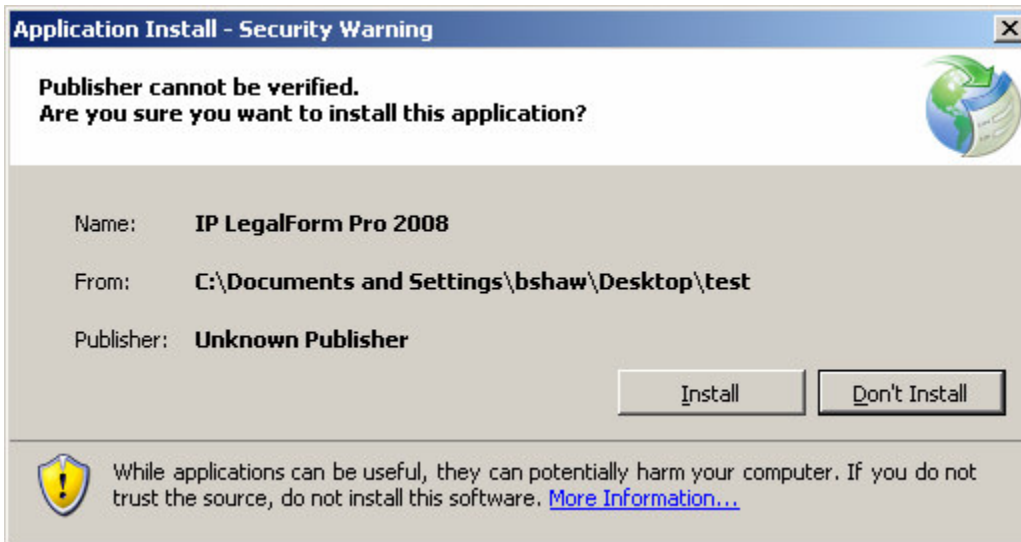 Application Install - Security Warning
Publisher cannot be verified.
Are you sure you want to install this application?
Name: IP LegalForm Pro 2008
From: C:\Documents and Settings\bshaw\Desktop\test
Publisher: Unknown Publisher
Install Don't Install
While applications can be useful, they can potentially harm your computer. If you do not
trust the source, do not install this software. More Information...